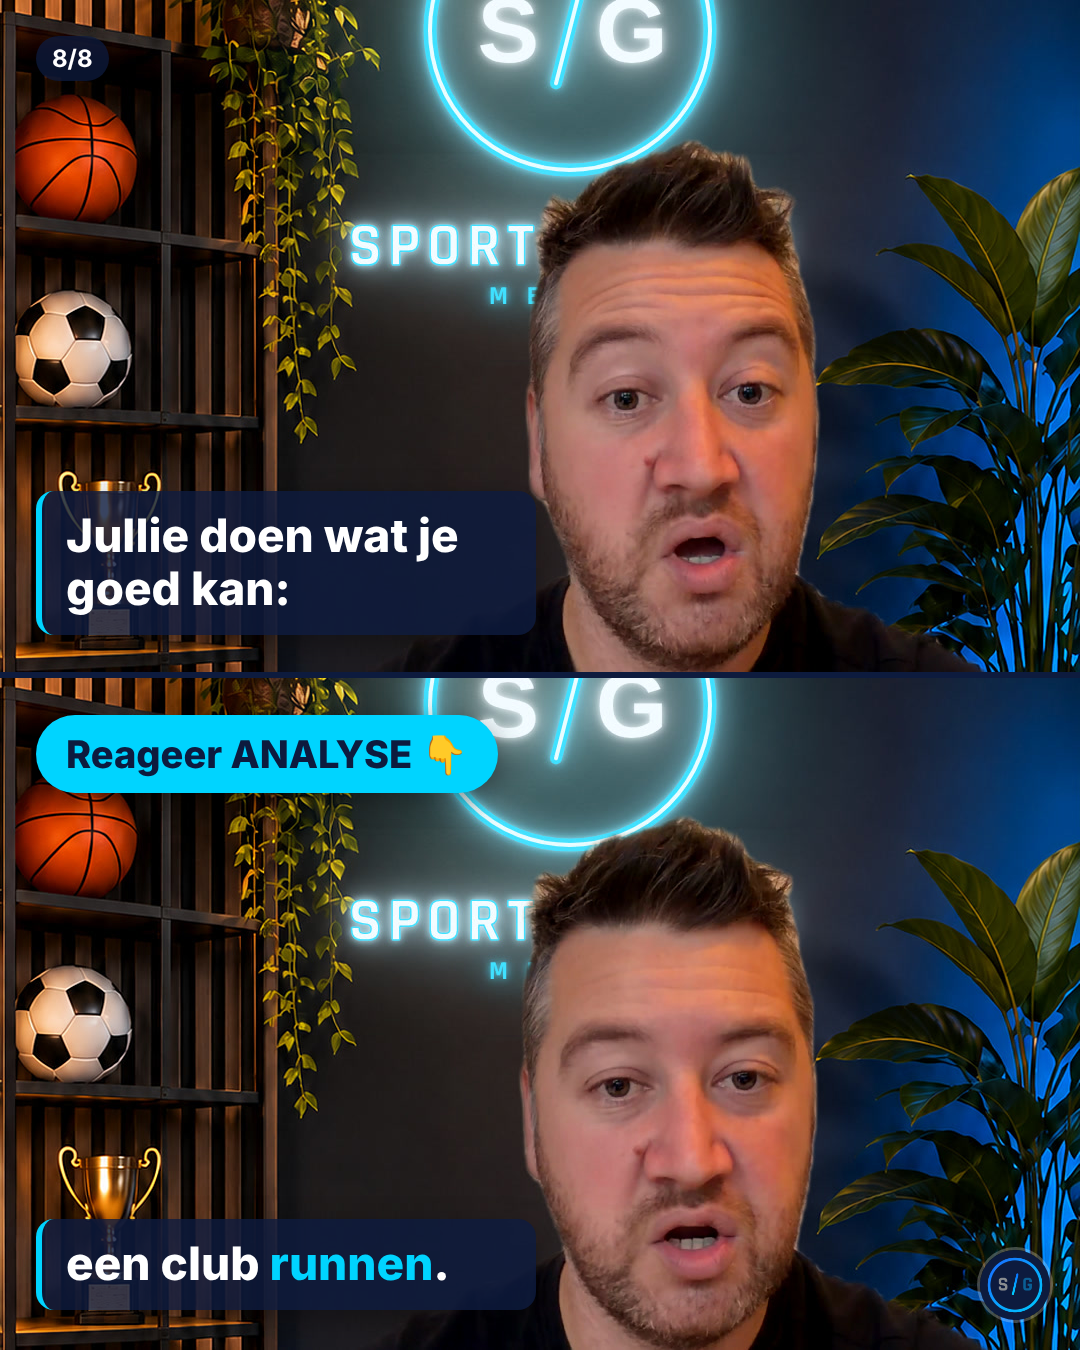 S/G
8/8
SPORT
M E
Jullie doen wat je
goed kan:
S/G
Reageer ANALYSE 👇
SPORT
M
een club runnen.
S/G